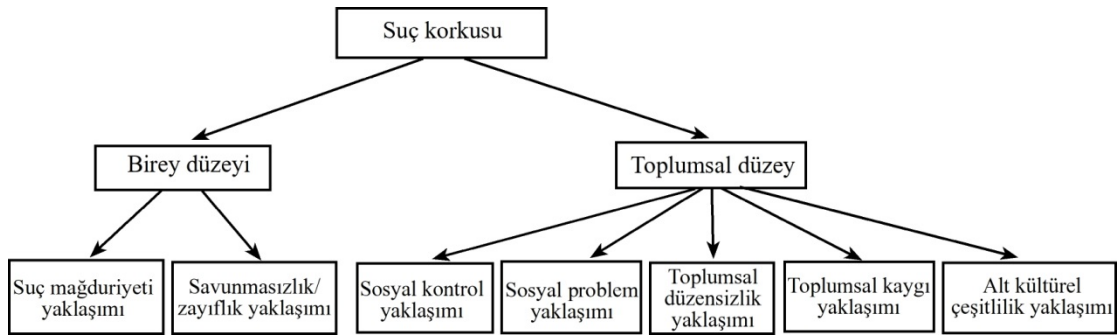 Suç korkusu
Birey düzeyi
Toplumsal düzey
Suç mağduriyeti
yaklaşımı
Savunmasızlık/
zayıflık yaklaşımı
Sosyal kontrol
yaklaşımı
Sosyal problem
yaklaşımı
Toplumsal
düzensizlik
yaklaşımı
Toplumsal kaygı
yaklaşımı
Alt kültürel
çeşitlilik yaklaşımı